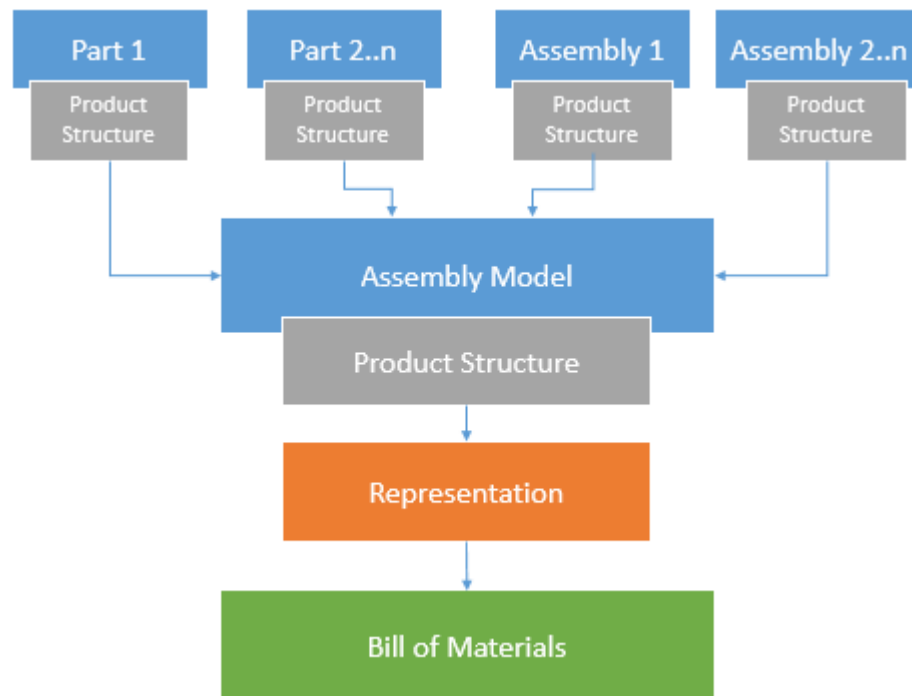 Part 1
Part 2..n
Assembly 1
Assembly 2..n
Product
Structure
Product
Structure
Product
Structure
Product
Structure
Assembly Model
Product Structure
Representation
Bill of Materials